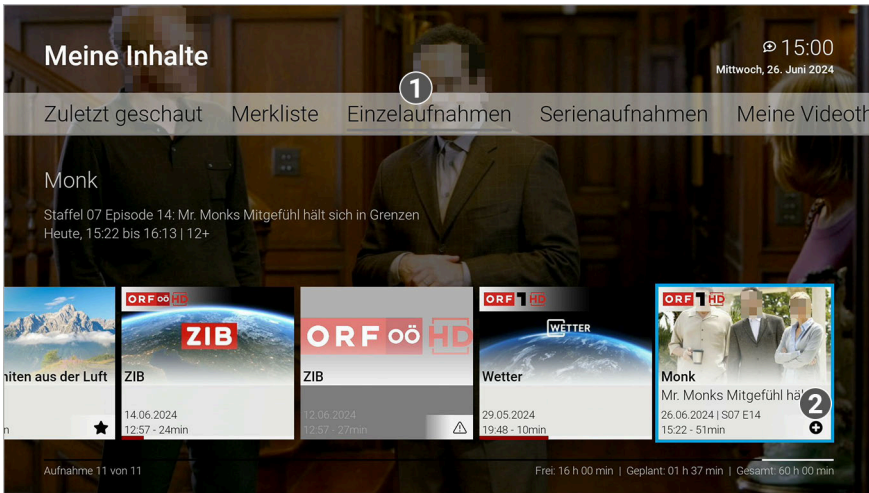 Meine Inhalte
15:00
Mittwoch, 26. Juni 2024
1
Zuletzt geschaut Merkliste Einzelaufnahmen Serienaufnahmen Meine Videoth
Monk
Staffel 07 Episode 14: Mr. Monks Mitgefühl hält sich in Grenzen
Heute, 15:22 bis 16:13 | 12+
niten aus der Luft
n
ORF oö HD
ZIB
ZIB
14.06.2024
12:57 - 24min
ORF oö HD
ZIB
12.06.2024
12:57 - 27min
ORF 1 HD
WETTER
Wetter
29.05.2024
19:48 - 10min
ORF 1 HD
Monk
Mr. Monks Mitgefühl häl
2
26.06.2024 | S07 E14
15:22 - 51min
Aufnahme 11 von 11
Frei: 16 h 00 min | Geplant: 01 h 37 min | Gesamt: 60 h 00 min